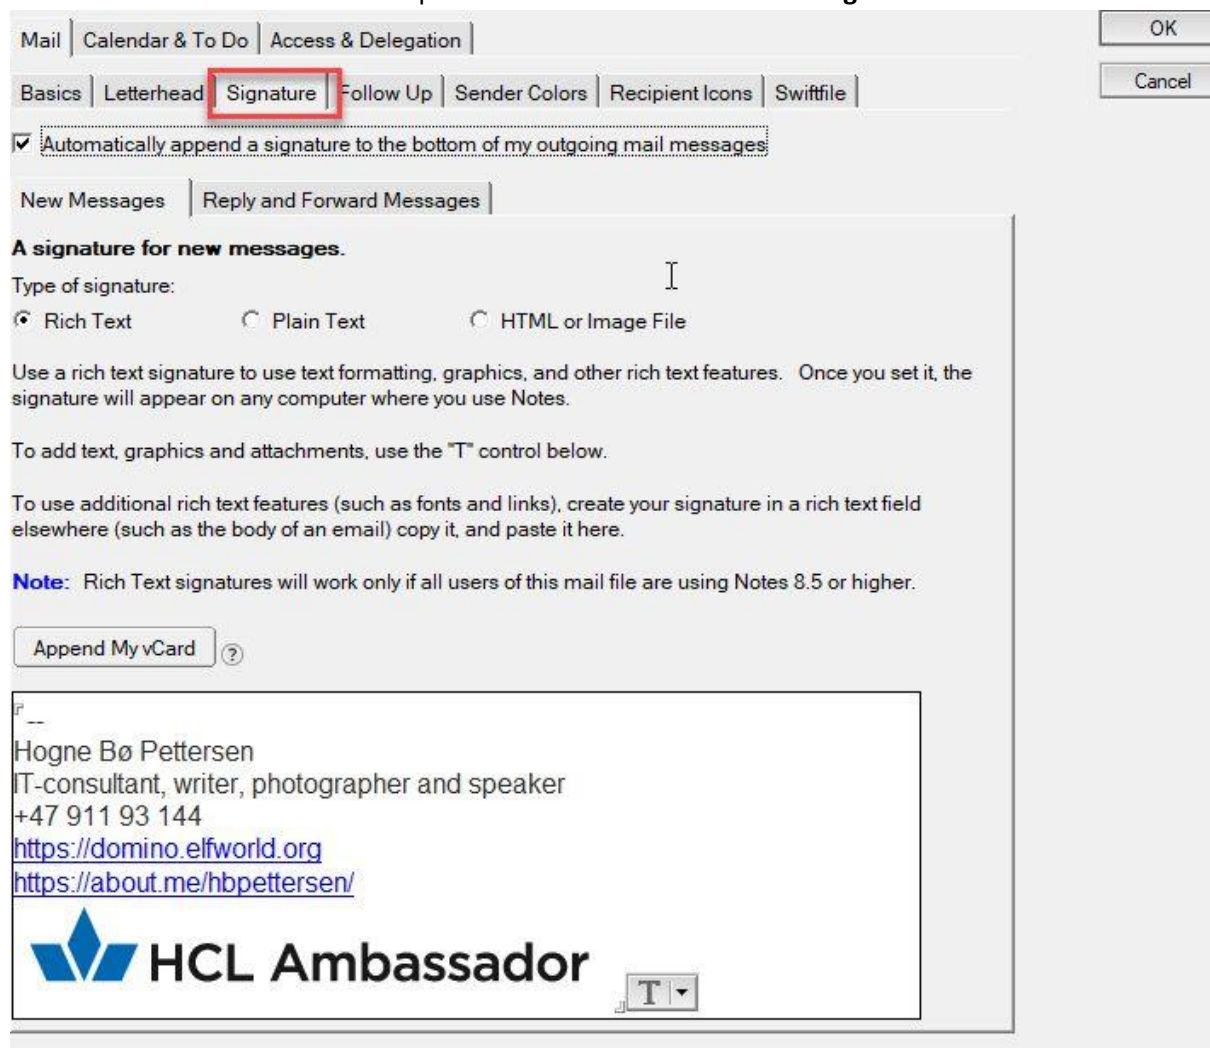 Mail Calendar & To Do Access & Delegation OK
Basics Letterhead Signature Follow Up Sender Colors Recipient Icons Swiftfile Cancel
Automatically append a signature to the bottom of my outgoing mail messages
New Messages Reply and Forward Messages
A signature for new messages.
Type of signature:
Rich Text Plain Text HTML or Image File
Use a rich text signature to use text formatting, graphics, and other rich text features. Once you set it, the
signature will appear on any computer where you use Notes.
To add text, graphics and attachments, use the "T" control below.
To use additional rich text features (such as fonts and links), create your signature in a rich text field
elsewhere (such as the body of an email) copy it, and paste it here.
Note: Rich Text signatures will work only if all users of this mail file are using Notes 8.5 or higher.
Append My vCard ?
--
Hogne Bø Pettersen
IT-consultant, writer, photographer and speaker
+47 911 93 144
https://domino.elfworld.org
https://about.me/hbpettersen/
HCL Ambassador
T